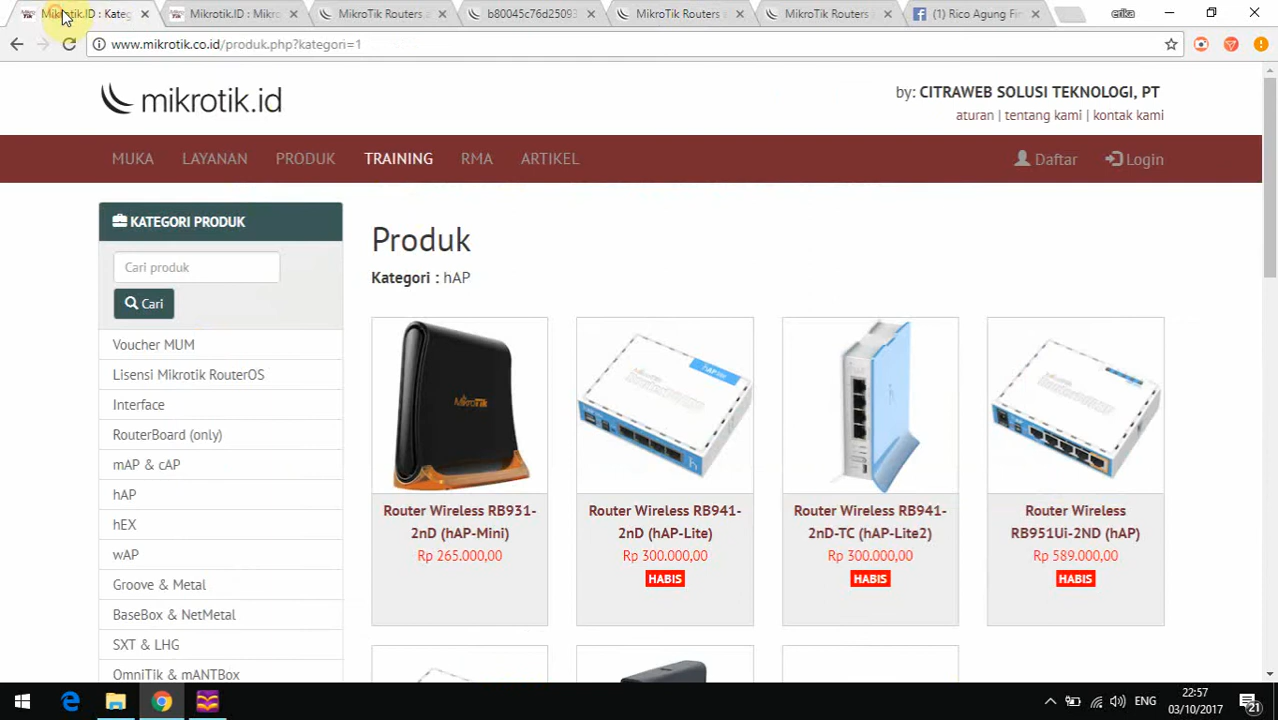 Mikrotik.ID : Kateg
Mikrotik.ID : Mikro
MikroTik Routers a
b80045c76d25093
MikroTik Routers a
MikroTik Routers a
(1) Rico Agung Fir
erika
www.mikrotik.co.id/produk.php?kategori=1
mikrotik.id
by: CITRAWEB SOLUSI TEKNOLOGI, PT
aturan | tentang kami | kontak kami
MUKA LAYANAN PRODUK TRAINING RMA ARTIKEL Daftar Login
KATEGORI PRODUK
Cari produk
Cari
Voucher MUM
Lisensi Mikrotik RouterOS
Interface
RouterBoard (only)
mAP & cAP
hAP
hEX
wAP
Groove & Metal
BaseBox & NetMetal
SXT & LHG
OmniTik & mANTBox
Produk
Kategori : hAP
Router Wireless RB931-
2nD (hAP-Mini)
Rp 265.000,00
Router Wireless RB941-
2nD (hAP-Lite)
Rp 300.000,00
HABIS
Router Wireless RB941-
2nD-TC (hAP-Lite2)
Rp 300.000,00
HABIS
Router Wireless
RB951Ui-2ND (hAP)
Rp 589.000,00
HABIS
ENG
22:57
03/10/2017
21